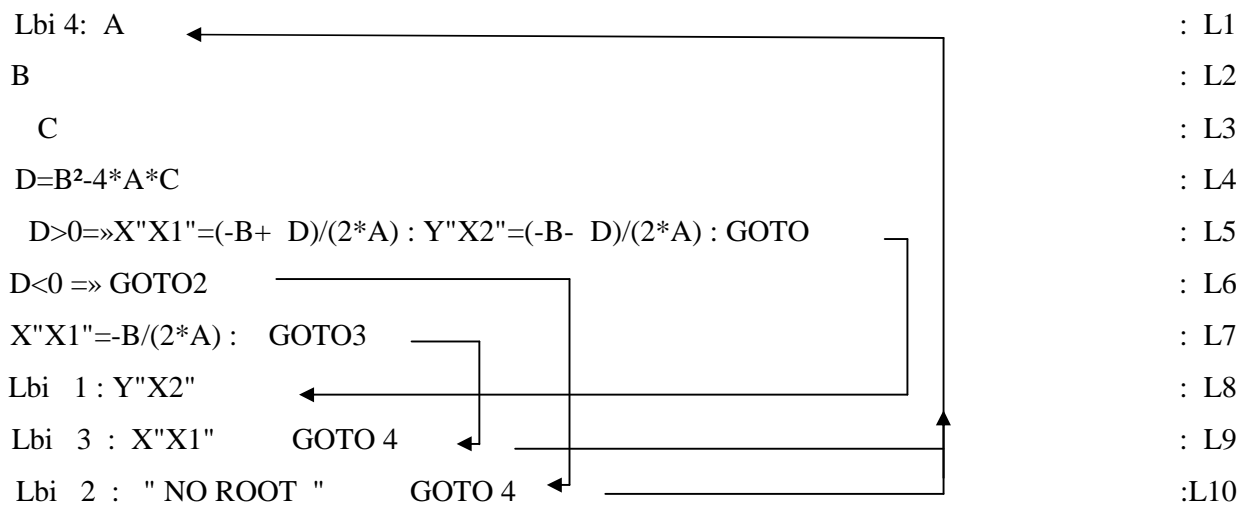 Lbi 4: A : L1
B : L2
C : L3
D=B²-4*A*C : L4
D>0=»X"X1"=(-B+ D)/(2*A) : Y"X2"=(-B- D)/(2*A) : GOTO : L5
D<0 =» GOTO2 : L6
X"X1"=-B/(2*A) : GOTO3 : L7
Lbi 1 : Y"X2" : L8
Lbi 3 : X"X1" GOTO 4 : L9
Lbi 2 : " NO ROOT " GOTO 4 :L10